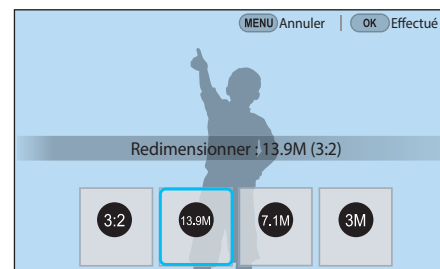 MENU Annuler | OK Effectué
Redimensionner : 13.9M (3:2)
3:2 13.9M 7.1M 3M